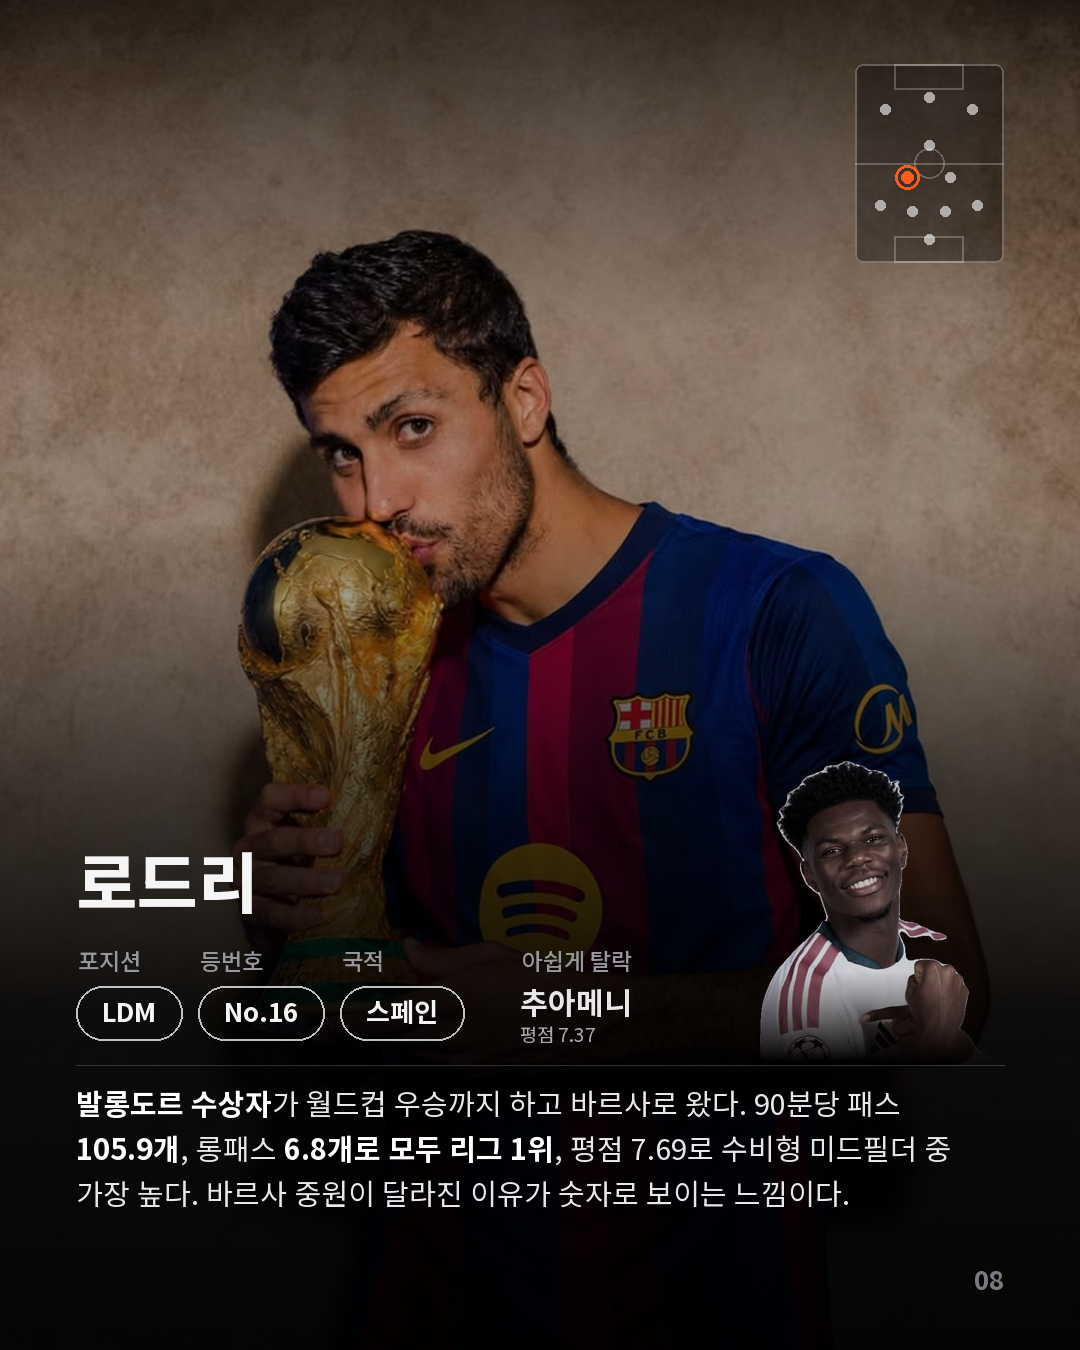 FCB
로드리
포지션 등번호 국적 아쉽게 탈락
LDM No.16 스페인 추아메니
평점 7.37
발롱도르 수상자가 월드컵 우승까지 하고 바르사로 왔다. 90분당 패스
105.9개, 롱패스 6.8개로 모두 리그 1위, 평점 7.69로 수비형 미드필더 중
가장 높다. 바르사 중원이 달라진 이유가 숫자로 보이는 느낌이다.
08